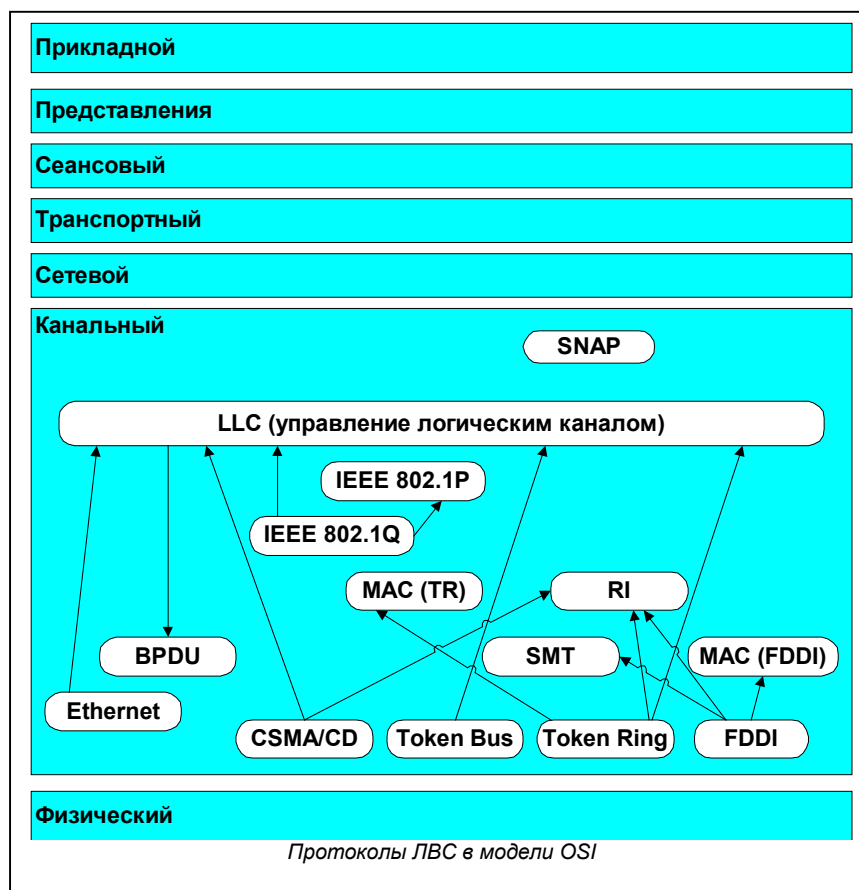 Прикладной
Представления
Сеансовый
Транспортный
Сетевой
Канальный
SNAP
LLC (управление логическим каналом)
IEEE 802.1P
IEEE 802.1Q
MAC (TR)
RI
BPDU
SMT
MAC (FDDI)
Ethernet
CSMA/CD
Token Bus
Token Ring
FDDI
Физический
Протоколы ЛВС в модели OSI